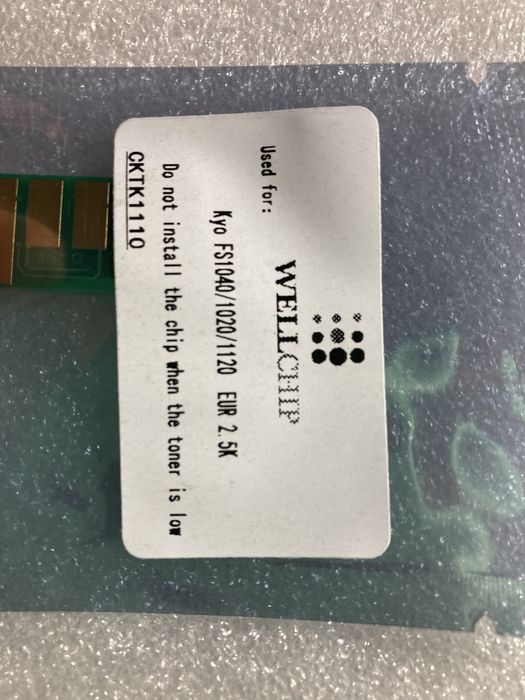 WELLCHIP
Used for:
Kyo FS1040/1020/1120 EUR 2.5K
Do not install the chip when the toner is low
CKTK1110